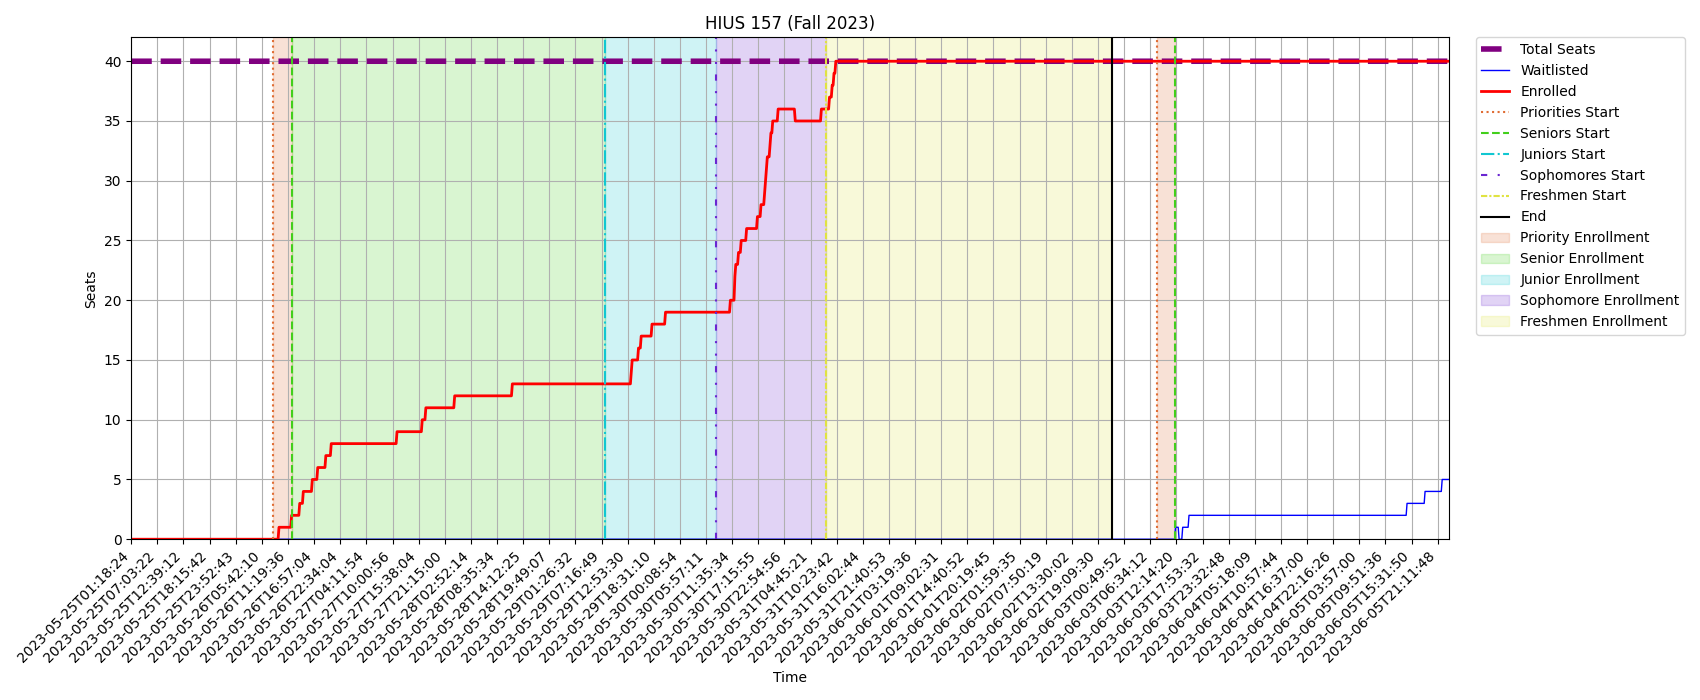 HIUS 157 (Fall 2023)
Seats
40
35
30
25
20
15
10
5
0
2023-05-25T01:18:24
2023-05-25T07:03:22
2023-05-25T12:39:12
2023-05-25T18:15:42
2023-05-25T23:52:43
2023-05-26T05:42:10
2023-05-26T11:19:36
2023-05-26T16:57:04
2023-05-26T22:34:04
2023-05-27T04:11:54
2023-05-27T10:00:56
2023-05-27T15:38:04
2023-05-27T21:15:00
2023-05-28T02:52:14
2023-05-28T08:35:34
2023-05-28T14:12:25
2023-05-28T19:49:07
2023-05-29T01:26:32
2023-05-29T07:16:49
2023-05-29T12:53:30
2023-05-29T18:31:10
2023-05-30T00:08:54
2023-05-30T05:57:11
2023-05-30T11:35:34
2023-05-30T17:15:55
2023-05-30T22:54:56
2023-05-31T04:45:21
2023-05-31T10:23:42
2023-05-31T16:02:44
2023-05-31T21:40:53
2023-06-01T03:19:36
2023-06-01T09:02:31
2023-06-01T14:40:52
2023-06-01T20:19:45
2023-06-02T01:59:35
2023-06-02T07:50:19
2023-06-02T13:30:02
2023-06-02T19:09:30
2023-06-03T00:49:52
2023-06-03T06:34:12
2023-06-03T12:14:20
2023-06-03T17:53:32
2023-06-03T23:32:48
2023-06-04T05:18:09
2023-06-04T10:57:44
2023-06-04T16:37:00
2023-06-04T22:16:26
2023-06-05T03:57:00
2023-06-05T09:51:36
2023-06-05T15:31:50
2023-06-05T21:11:48
Time
Total Seats
Waitlisted
Enrolled
Priorities Start
Seniors Start
Juniors Start
Sophomores Start
Freshmen Start
End
Priority Enrollment
Senior Enrollment
Junior Enrollment
Sophomore Enrollment
Freshmen Enrollment